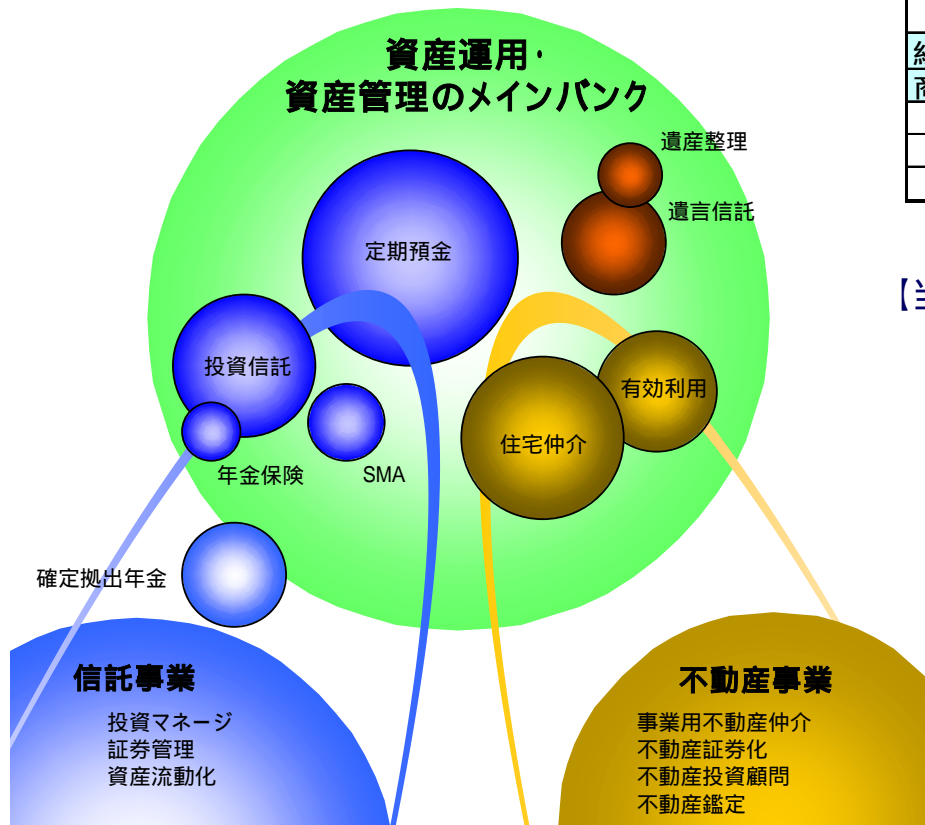 資産運用・
資産管理のメインバンク
遺産整理
遺言信託
定期預金
投資信託
有効利用
住宅仲介
年金保険
SMA
確定拠出年金
信託事業
投資マネージ
証券管理
資産流動化
不動産事業
事業用不動産仲介
不動産証券化
不動産投資顧問
不動産鑑定
商
【当